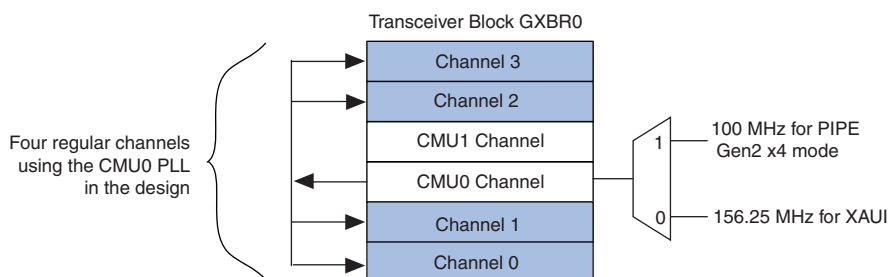 Transceiver Block GXBR0
Channel 3
Channel 2
CMU1 Channel
CMU0 Channel
Channel 1
Channel 0
Four regular channels
using the CMU0 PLL
in the design
1
0
100 MHz for PIPE
Gen2 x4 mode
156.25 MHz for XAUI